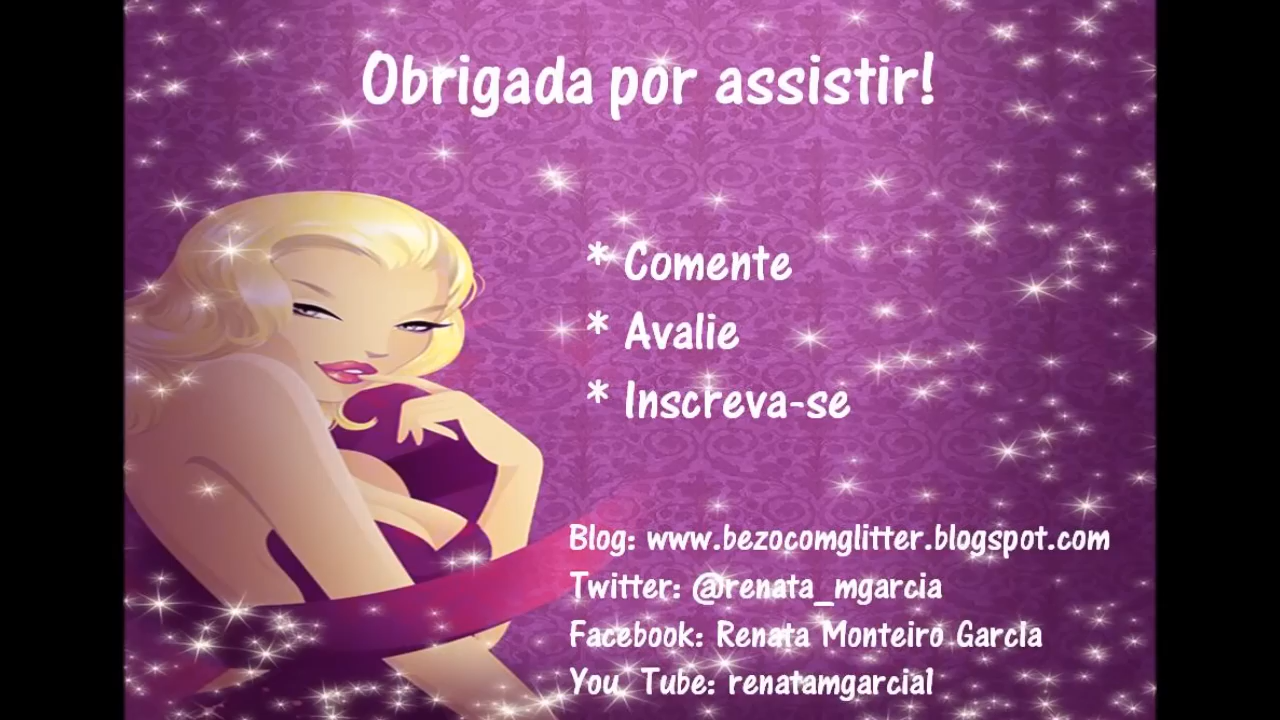 Obrigada por assistir!
* Comente
* Avalie
* Inscreva-se
Blog: www.bezocomglitter.blogspot.com
Twitter: @renata_mgarcia
Facebook: Renata Monteiro Garcia
You Tube: renatamgarcia1